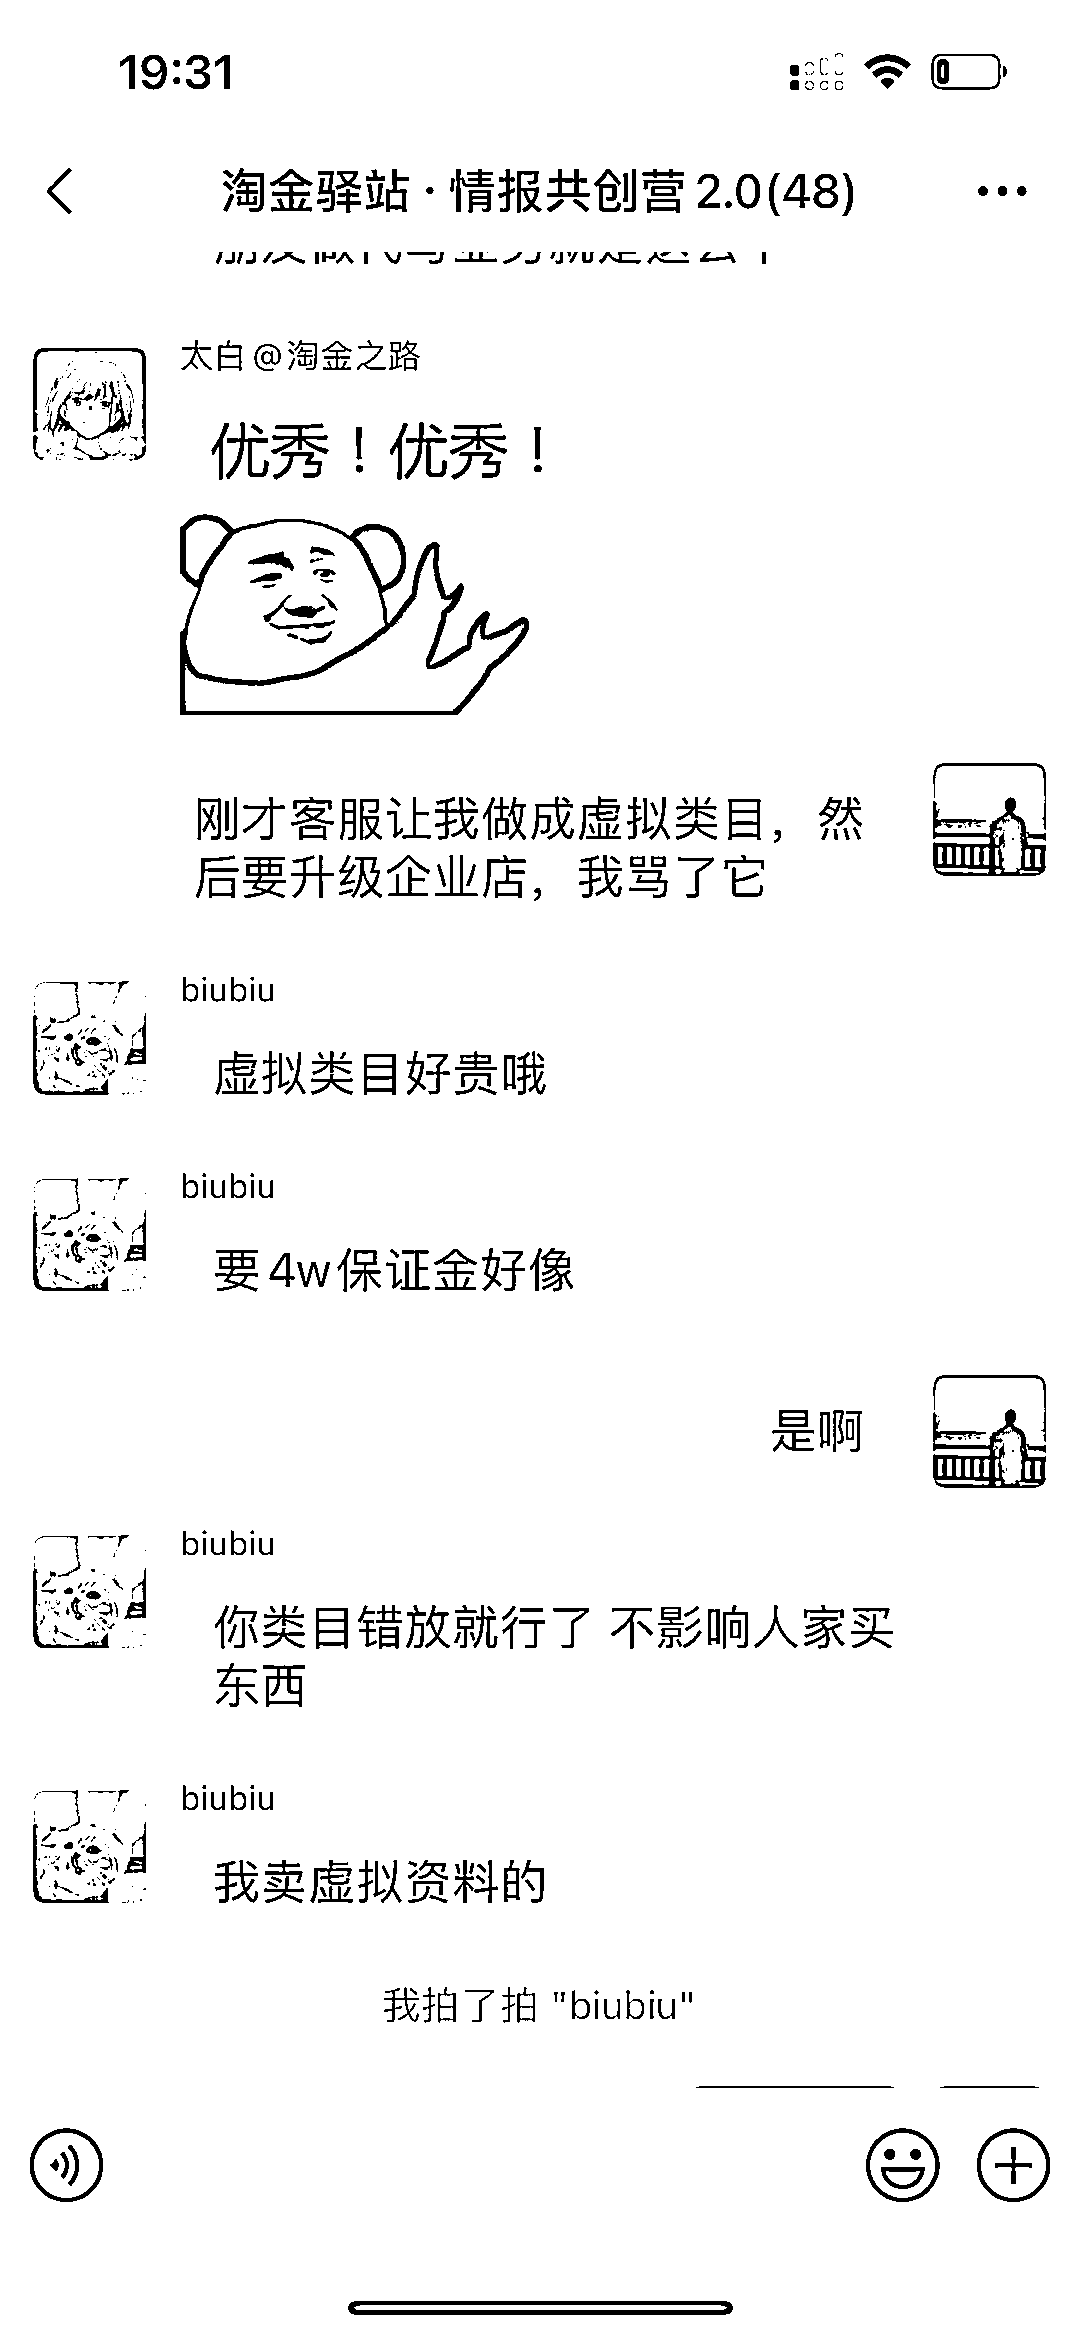 19:31
淘金驿站·情报共创营2.0(48)
太白@淘金之路
优秀！优秀！
刚才客服让我做成虚拟类目，然
后要升级企业店，我骂了它
biubiu
虚拟类目好贵哦
biubiu
要4w保证金好像
是啊
biubiu
你类目错放就行了 不影响人家买
东西
biubiu
我卖虚拟资料的
我拍了拍 "biubiu"